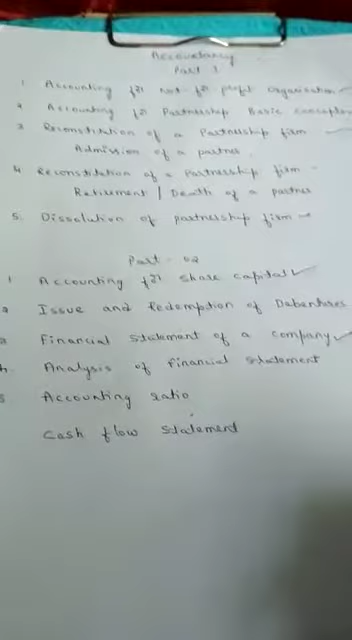 Accountancy
Part 1
1 Accounting for not for profit organisation
2 Accounting for Partnership Basic concepts
3 Reconstitution of a Partnership firm
Admission of a partner.
4 Reconstitution of a Partnership firm -
Retirement / Death of a partner
5. Dissolution of partnership firm
Part - 02
1 Accounting for share capital
2 Issue and Redemption of Debentures
3 Financial statement of a company
4. Analysis of financial statement
5 Accounting ratio
Cash flow statement